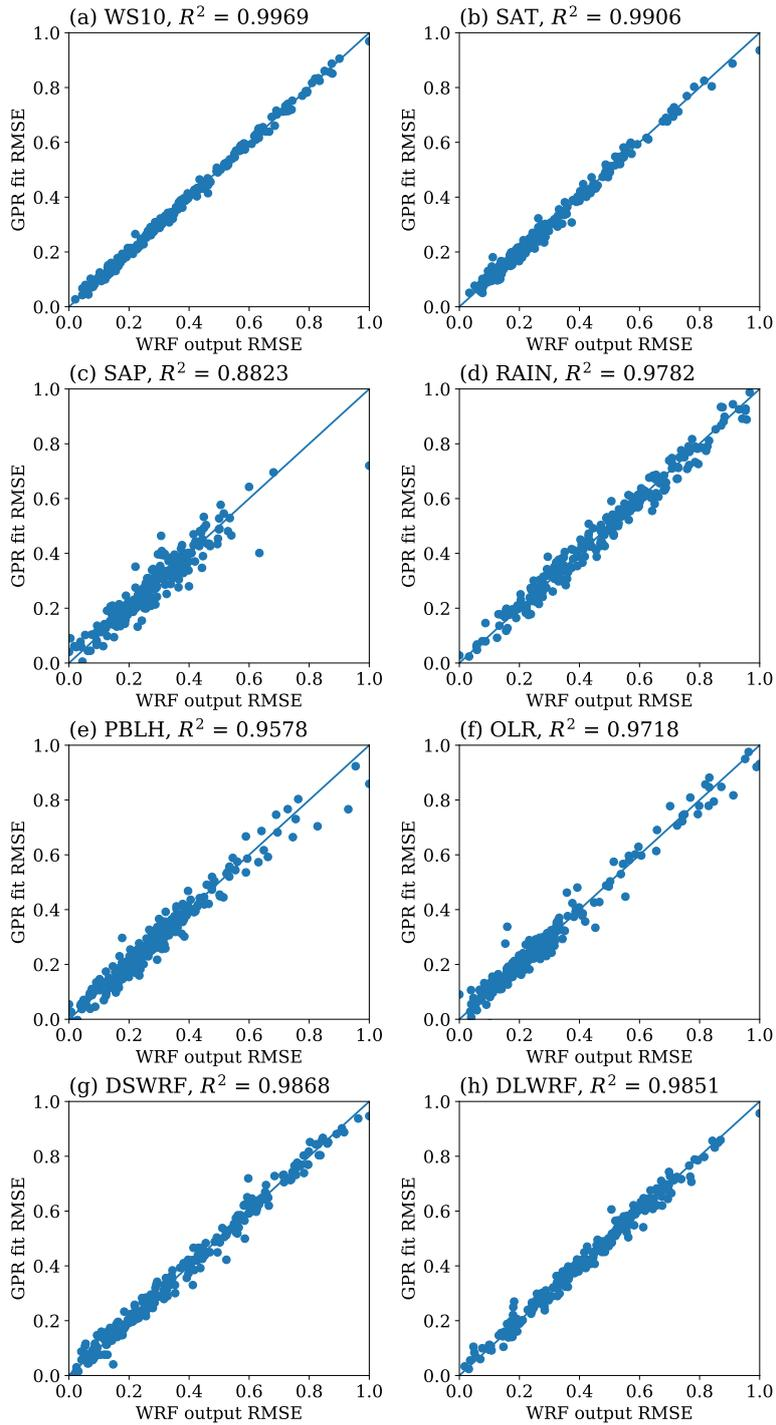 (a) WS10, R² = 0.9969
(b) SAT, R² = 0.9906
1.0
0.8
0.6
0.4
0.2
0.0
GPR fit RMSE
0.0 0.2 0.4 0.6 0.8 1.0
WRF output RMSE
1.0
0.8
0.6
0.4
0.2
0.0
GPR fit RMSE
0.0 0.2 0.4 0.6 0.8 1.0
WRF output RMSE
(c) SAP, R² = 0.8823
(d) RAIN, R² = 0.9782
1.0
0.8
0.6
0.4
0.2
0.0
GPR fit RMSE
0.0 0.2 0.4 0.6 0.8 1.0
WRF output RMSE
1.0
0.8
0.6
0.4
0.2
0.0
GPR fit RMSE
0.0 0.2 0.4 0.6 0.8 1.0
WRF output RMSE
(e) PBLH, R² = 0.9578
(f) OLR, R² = 0.9718
1.0
0.8
0.6
0.4
0.2
0.0
GPR fit RMSE
0.0 0.2 0.4 0.6 0.8 1.0
WRF output RMSE
1.0
0.8
0.6
0.4
0.2
0.0
GPR fit RMSE
0.0 0.2 0.4 0.6 0.8 1.0
WRF output RMSE
(g) DSWRF, R² = 0.9868
(h) DLWRF, R² = 0.9851
1.0
0.8
0.6
0.4
0.2
0.0
GPR fit RMSE
0.0 0.2 0.4 0.6 0.8 1.0
WRF output RMSE
1.0
0.8
0.6
0.4
0.2
0.0
GPR fit RMSE
0.0 0.2 0.4 0.6 0.8 1.0
WRF output RMSE